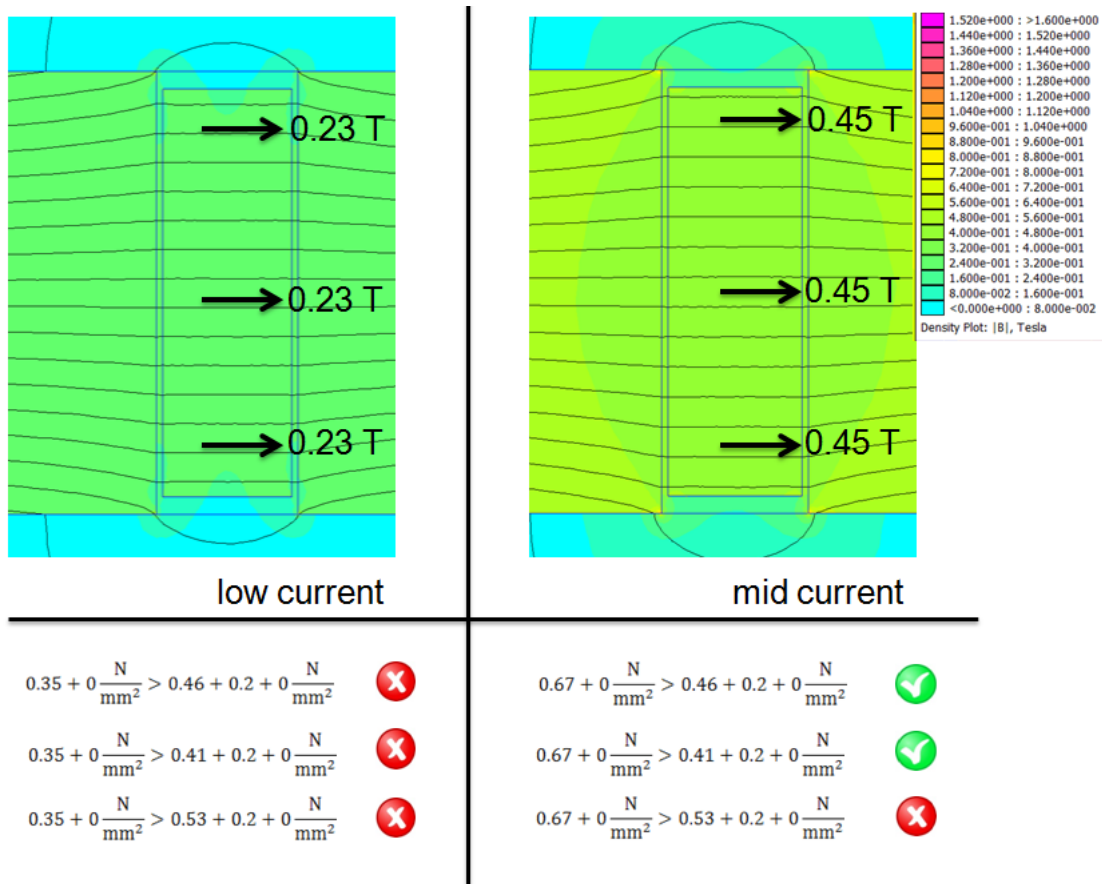 1.520e+000 : >1.600e+000
1.440e+000 : 1.520e+000
1.360e+000 : 1.440e+000
1.280e+000 : 1.360e+000
1.200e+000 : 1.280e+000
1.120e+000 : 1.200e+000
1.040e+000 : 1.120e+000
9.600e-001 : 1.040e+000
8.800e-001 : 9.600e-001
8.000e-001 : 8.800e-001
7.200e-001 : 8.000e-001
6.400e-001 : 7.200e-001
5.600e-001 : 6.400e-001
4.800e-001 : 5.600e-001
4.000e-001 : 4.800e-001
3.200e-001 : 4.000e-001
2.400e-001 : 3.200e-001
1.600e-001 : 2.400e-001
8.000e-002 : 1.600e-001
<0.000e+000 : 8.000e-002
Density Plot: |B|, Tesla
0.23 T
0.23 T
0.23 T
low current
0.45 T
0.45 T
0.45 T
mid current
0.35 + 0 N/mm² > 0.46 + 0.2 + 0 N/mm²
0.35 + 0 N/mm² > 0.41 + 0.2 + 0 N/mm²
0.35 + 0 N/mm² > 0.53 + 0.2 + 0 N/mm²
0.67 + 0 N/mm² > 0.46 + 0.2 + 0 N/mm²
0.67 + 0 N/mm² > 0.41 + 0.2 + 0 N/mm²
0.67 + 0 N/mm² > 0.53 + 0.2 + 0 N/mm²